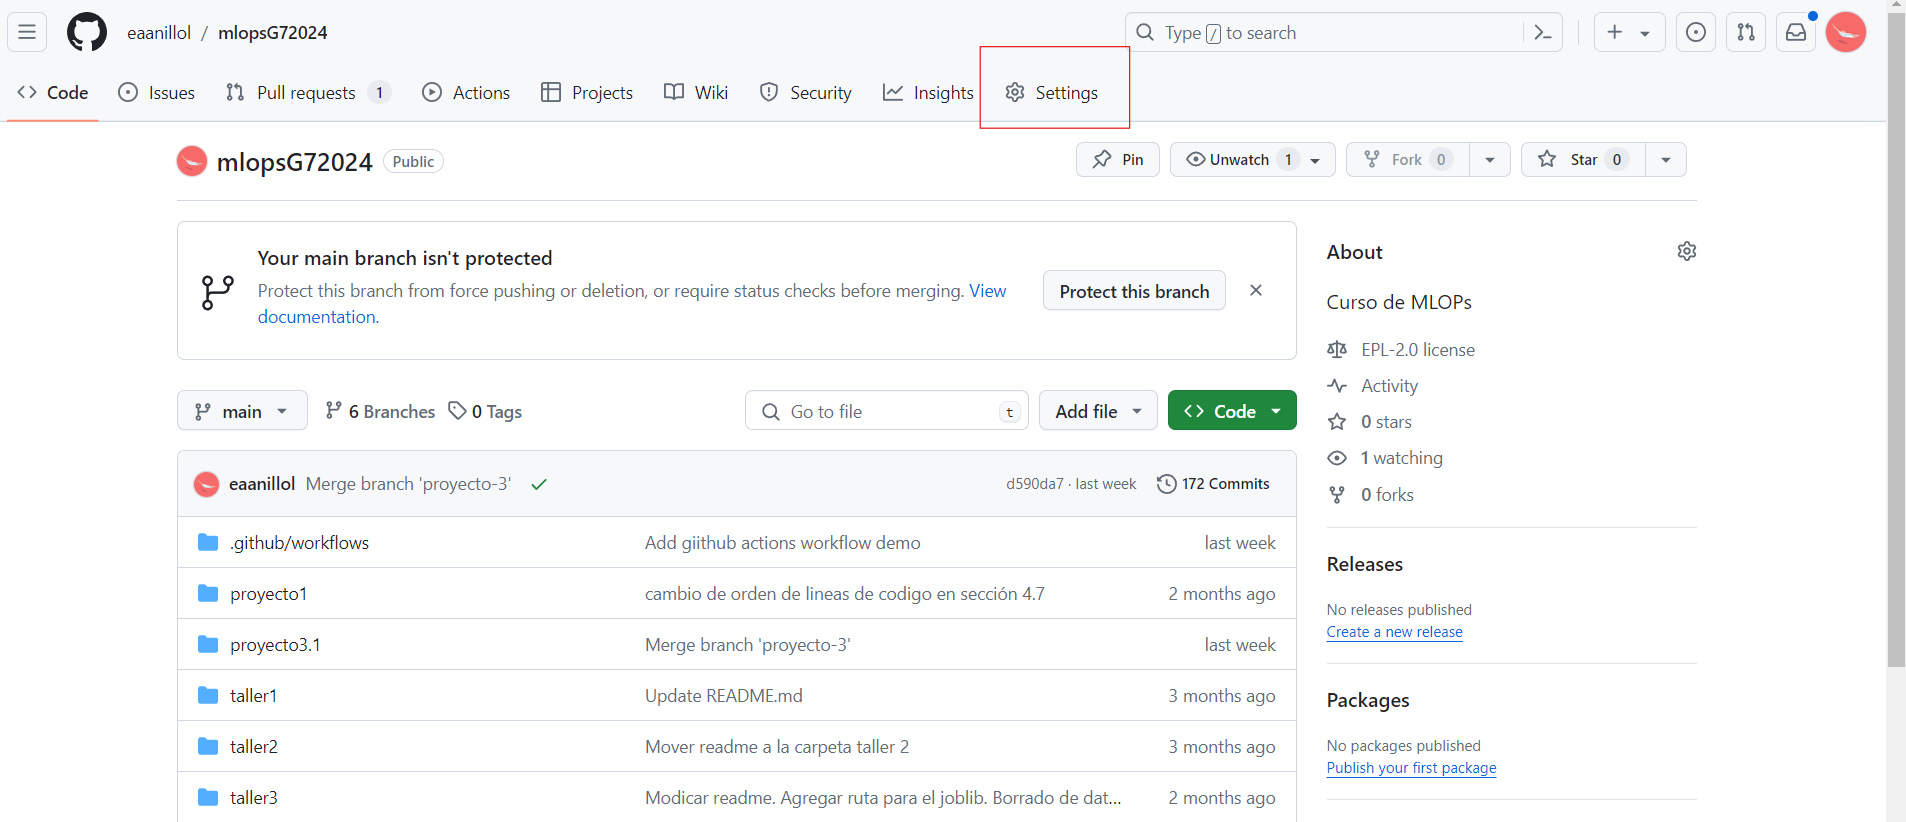 eaanillol / mlopsG72024
Type / to search
Code
Issues
Pull requests 1
Actions
Projects
Wiki
Security
Insights
Settings
mlopsG72024 Public
Pin
Unwatch 1
Fork 0
Star 0
Your main branch isn't protected
Protect this branch from force pushing or deletion, or require status checks before merging. View
documentation.
Protect this branch
main
6 Branches
0 Tags
Go to file t
Add file
Code
eaanillol Merge branch 'proyecto-3' d590da7 · last week 172 Commits
.github/workflows Add giithub actions workflow demo last week
proyecto1 cambio de orden de lineas de codigo en sección 4.7 2 months ago
proyecto3.1 Merge branch 'proyecto-3' last week
taller1 Update README.md 3 months ago
taller2 Mover readme a la carpeta taller 2 3 months ago
taller3 Modicar readme. Agregar ruta para el joblib. Borrado de dat... 2 months ago
About
Curso de MLOPs
EPL-2.0 license
Activity
0 stars
1 watching
0 forks
Releases
No releases published
Create a new release
Packages
No packages published
Publish your first package